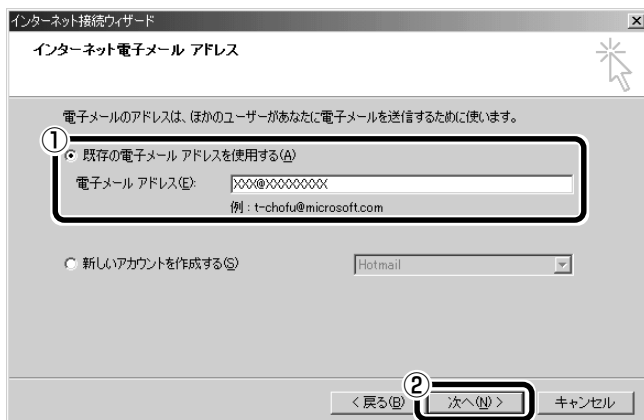 インターネット接続ウィザード
インターネット電子メール アドレス
電子メールのアドレスは、ほかのユーザーがあなたに電子メールを送信するために使います。
①
既存の電子メール アドレスを使用する(A)
電子メール アドレス(E): XXX@XXXXXXXX
例 : t-chofu@microsoft.com
新しいアカウントを作成する(S) Hotmail
②
< 戻る(B) 次へ(N) > キャンセル